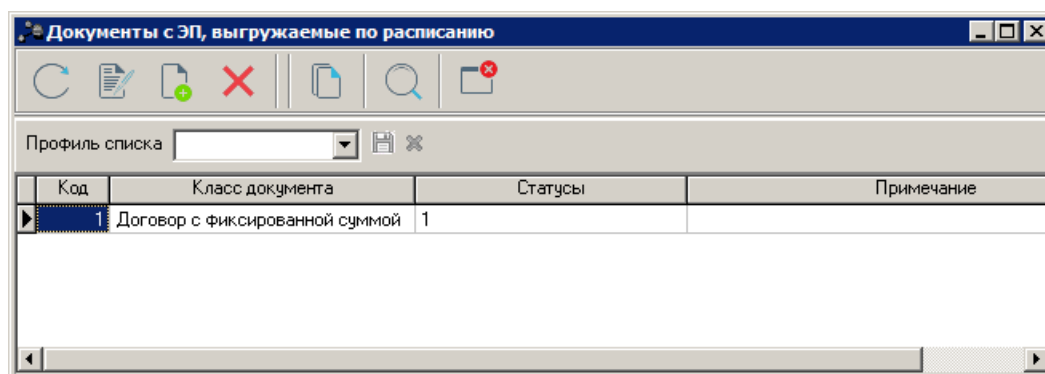 Документы с ЭП, выгружаемые по расписанию
Профиль списка
Код Класс документа Статусы Примечание
1 Договор с фиксированной суммой 1